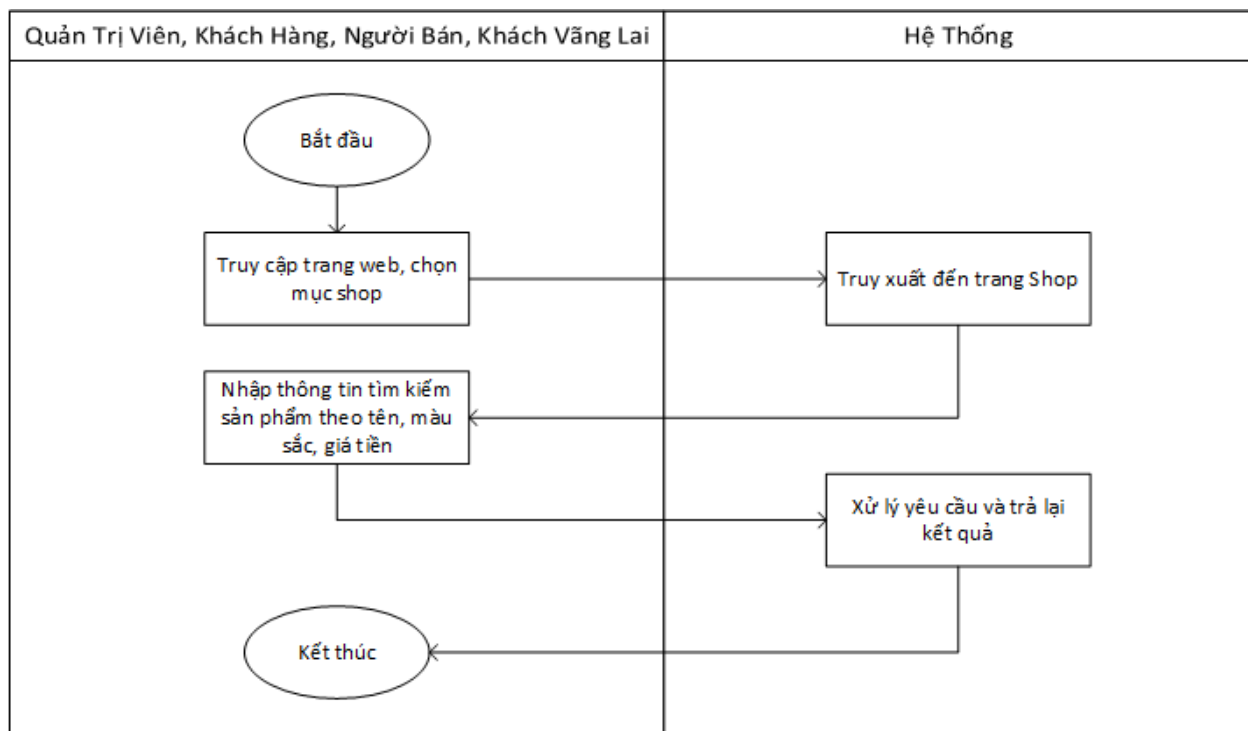 Quản Trị Viên, Khách Hàng, Người Bán, Khách Vãng Lai
Hệ Thống
Bắt đầu
Truy cập trang web, chọn
mục shop
Truy xuất đến trang Shop
Nhập thông tin tìm kiếm
sản phẩm theo tên, màu
sắc, giá tiền
Xử lý yêu cầu và trả lại
kết quả
Kết thúc